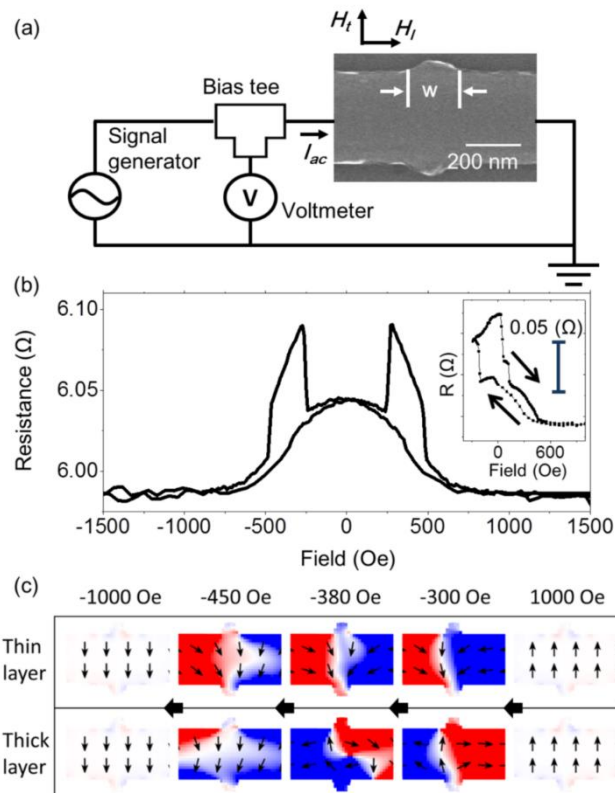 (a)
Ht
Hl
Bias tee
w
Signal
generator
Iac
200 nm
V
Voltmeter
(b)
6.10
6.05
6.00
Resistance (Ω)
-1500 -1000 -500 0 500 1000 1500
Field (Oe)
0.05 (Ω)
R (Ω)
0 600
Field (Oe)
(c)
-1000 Oe -450 Oe -380 Oe -300 Oe 1000 Oe
Thin
layer
Thick
layer